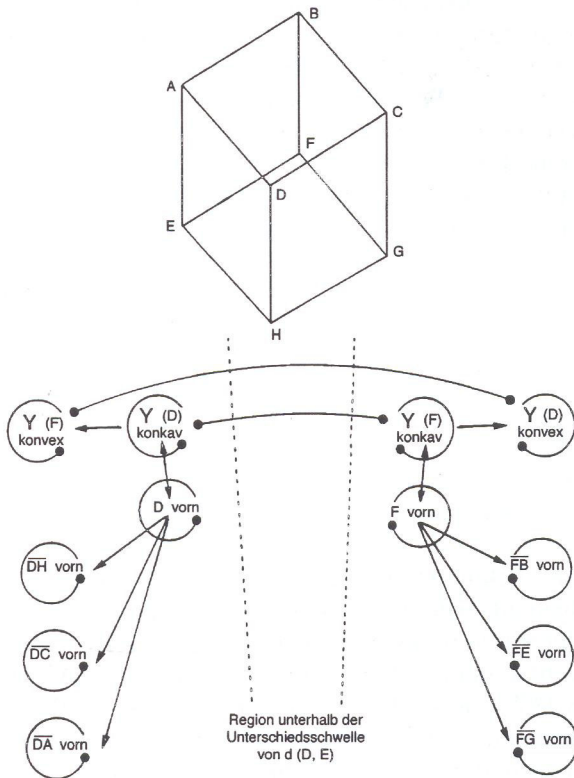 B
A
C
F
D
E
G
H
Y (F)
konvex
Y (D)
konkav
Y (F)
konkav
Y (D)
konvex
D vorn
F vorn
DH vorn
FB vorn
DC vorn
FE vorn
DA vorn
FG vorn
Region unterhalb der
Unterschiedsschwelle
von d (D, E)